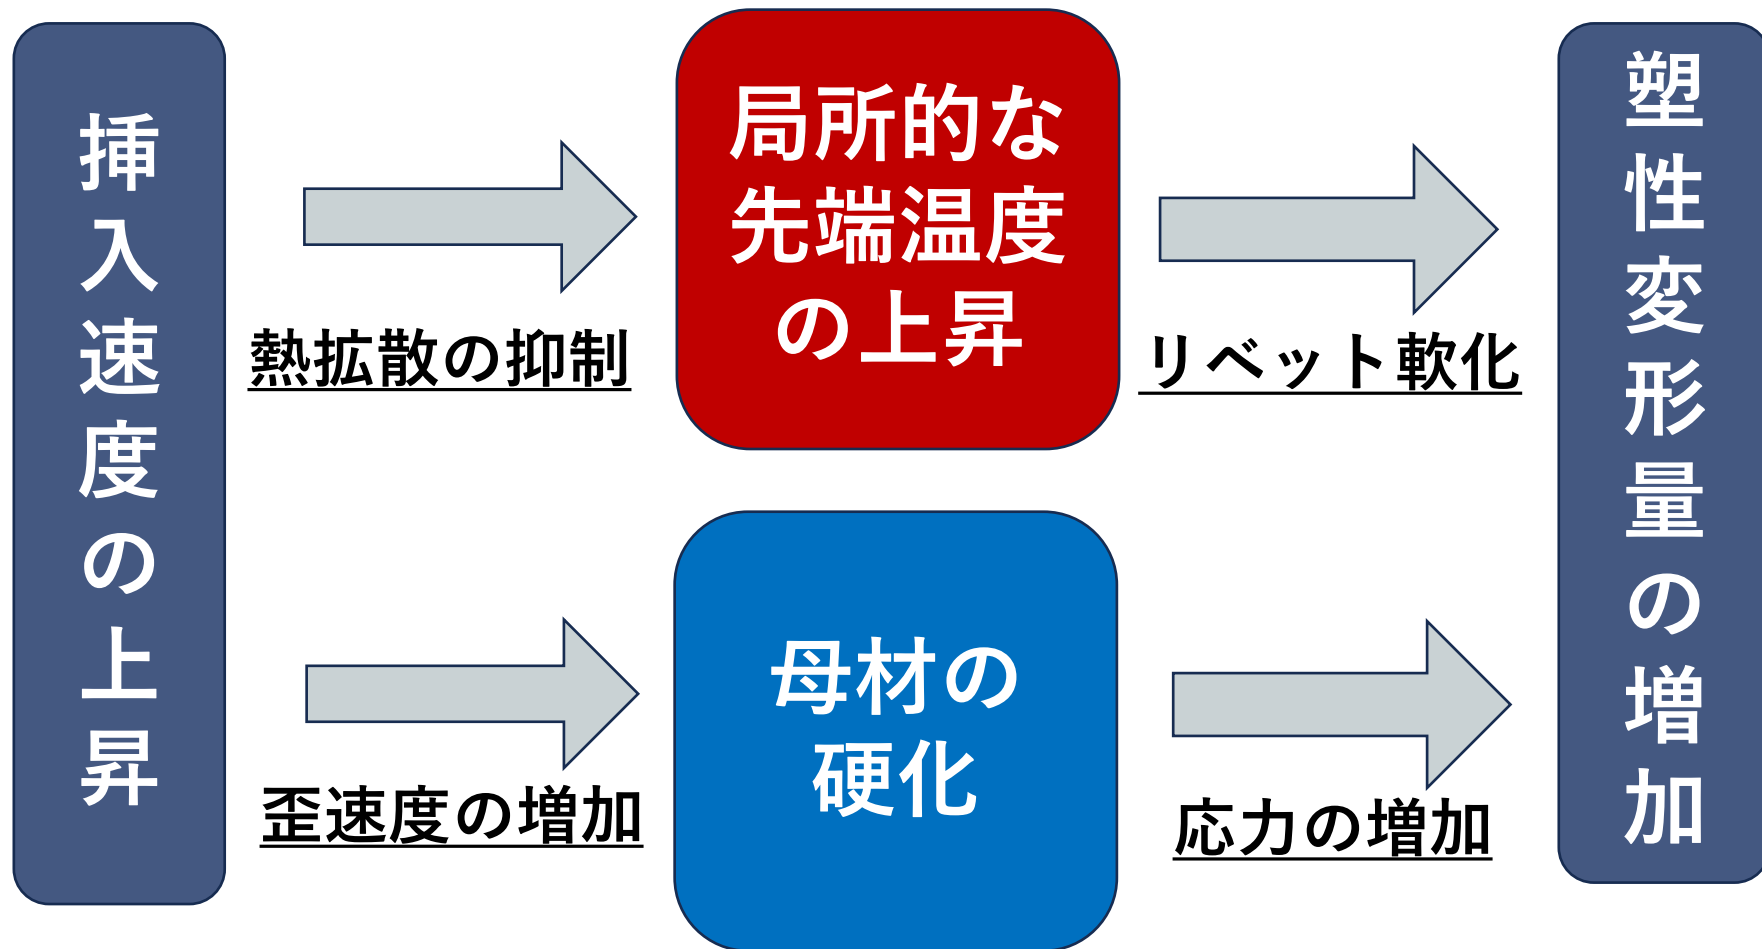 挿入速度の上昇
熱拡散の抑制
局所的な
先端温度
の上昇
リベット軟化
歪速度の増加
母材の
硬化
応力の増加
塑性変形量の増加